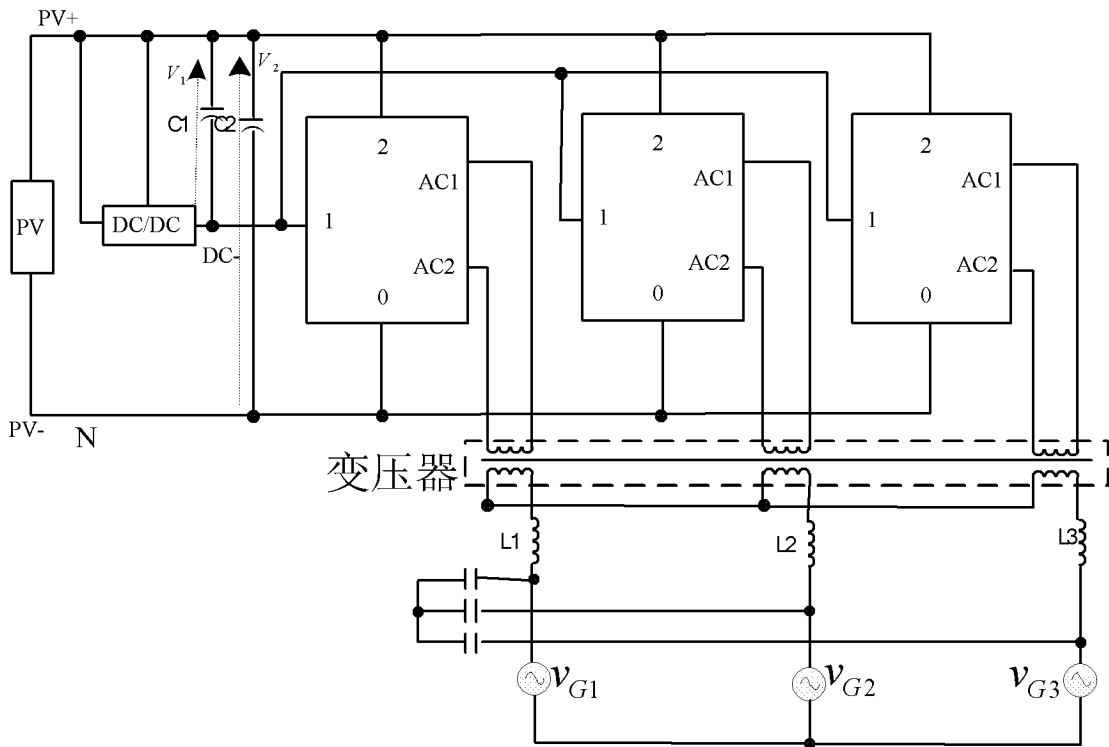 PV+
V1
V2
C1
C2
2
2
2
AC1
AC1
AC1
PV
DC/DC
1
1
1
DC-
AC2
AC2
AC2
0
0
0
PV-
N
变压器
L1
L2
L3
vG1
vG2
vG3